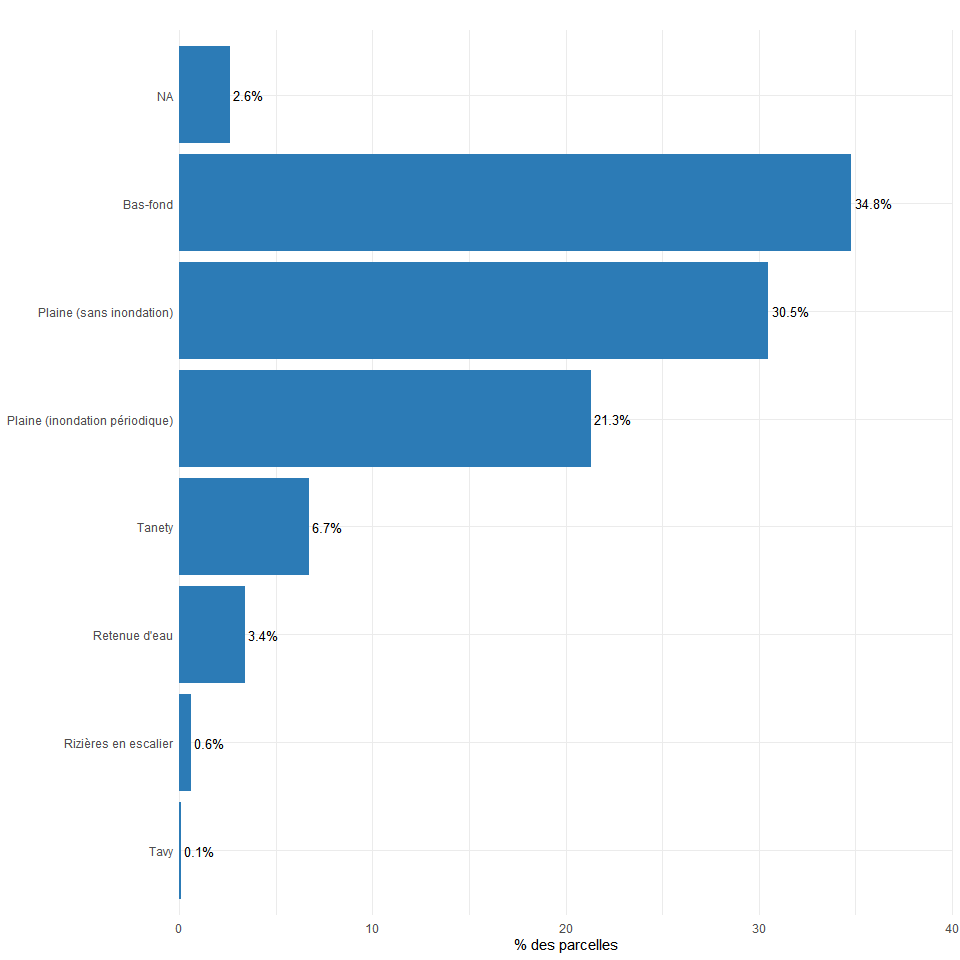 NA
2.6%
Bas-fond
34.8%
Plaine (sans inondation)
30.5%
Plaine (inondation périodique)
21.3%
Tanety
6.7%
Retenue d'eau
3.4%
Rizières en escalier
0.6%
Tavy
0.1%
0 10 20 30 40
% des parcelles